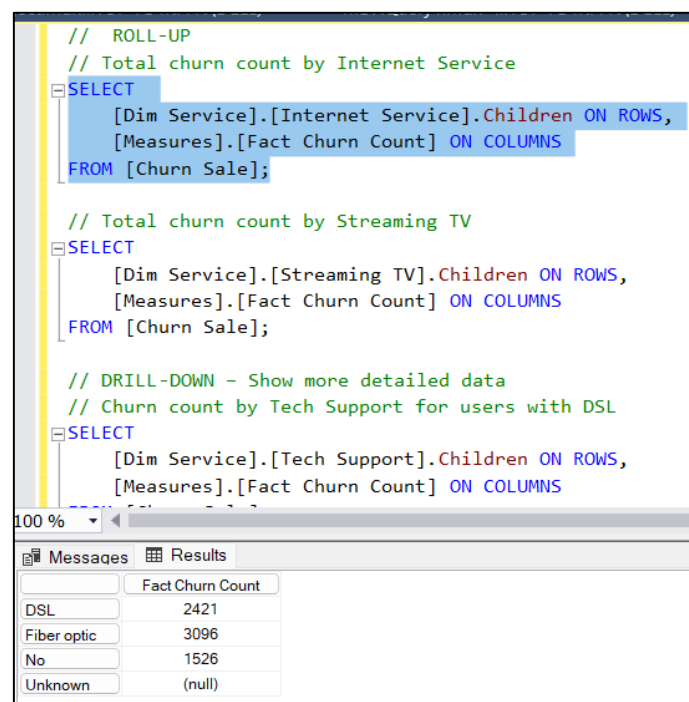 // ROLL-UP
// Total churn count by Internet Service
SELECT
[Dim Service].[Internet Service].Children ON ROWS,
[Measures].[Fact Churn Count] ON COLUMNS
FROM [Churn Sale];
// Total churn count by Streaming TV
SELECT
[Dim Service].[Streaming TV].Children ON ROWS,
[Measures].[Fact Churn Count] ON COLUMNS
FROM [Churn Sale];
// DRILL-DOWN – Show more detailed data
// Churn count by Tech Support for users with DSL
SELECT
[Dim Service].[Tech Support].Children ON ROWS,
[Measures].[Fact Churn Count] ON COLUMNS
100 %
Messages Results
Fact Churn Count
DSL 2421
Fiber optic 3096
No 1526
Unknown (null)